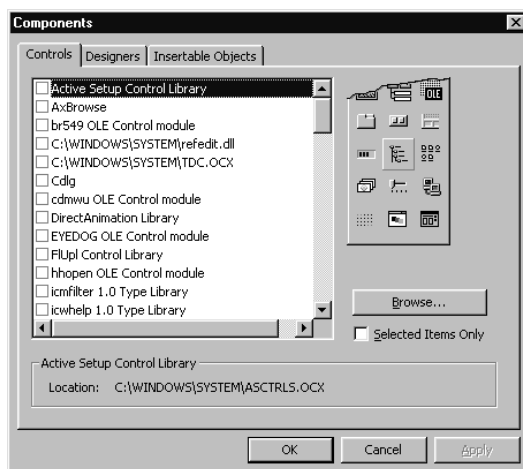 Components
Controls
Designers
Insertable Objects
Active Setup Control Library
AxBrowse
br549 OLE Control module
C:\WINDOWS\SYSTEM\refedit.dll
C:\WINDOWS\SYSTEM\TDC.OCX
Cdlg
cdmwu OLE Control module
DirectAnimation Library
EYEDOG OLE Control module
FlUpl Control Library
hhopen OLE Control module
icmfilter 1.0 Type Library
icwhelp 1.0 Type Library
OLE
Browse...
Selected Items Only
Active Setup Control Library
Location: C:\WINDOWS\SYSTEM\ASCTRLS.OCX
OK
Cancel
Apply